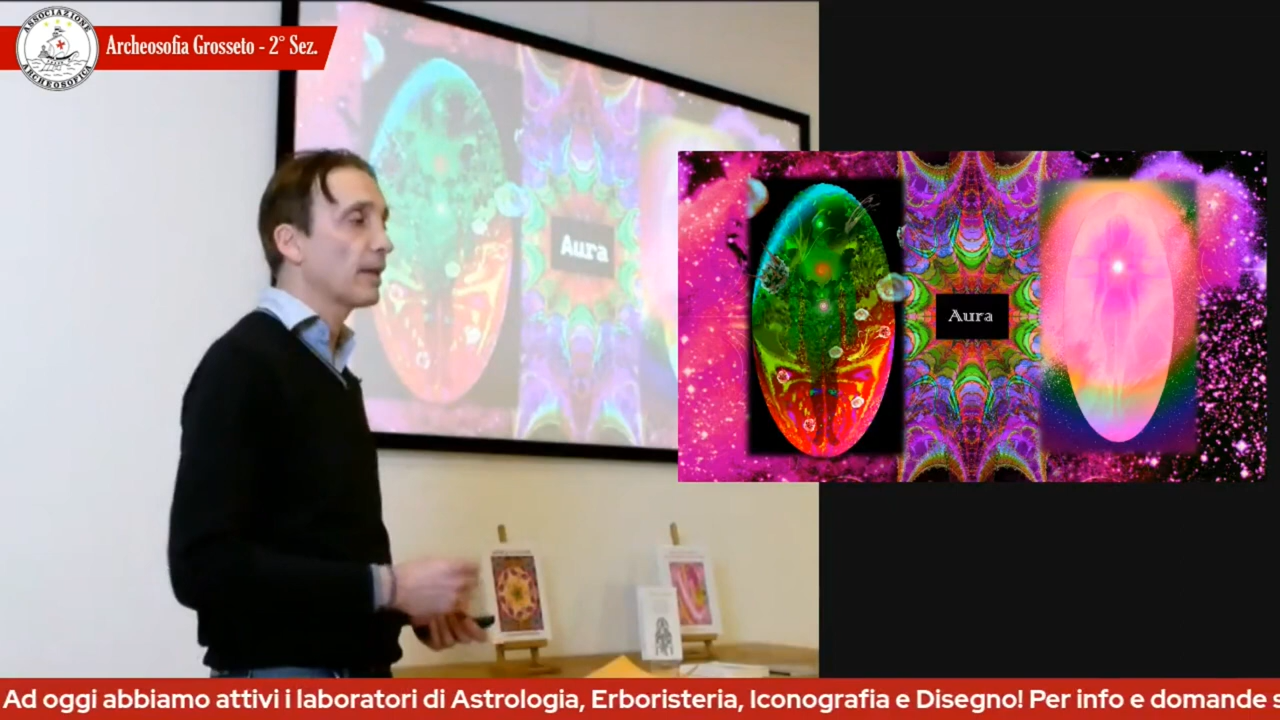 ASSOCIAZIONE
ARCHEOSOFICA
Archeosofia Grosseto - 2° Sez.
Aura
Aura
Ad oggi abbiamo attivi i laboratori di Astrologia, Erboristeria, Iconografia e Disegno! Per info e domande s